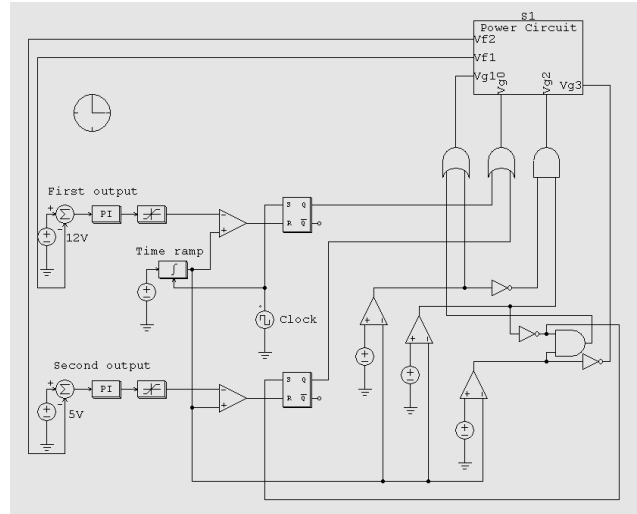 S1
Power Circuit
Vf2
Vf1
Vg1
Vg0
Vg2
Vg3
First output
+
Σ
-
PI
-
+
S Q
R Q̅
+
-
12V
Time ramp
∫
+
-
Clock
+ -
+ -
+
-
+
-
Second output
+
Σ
-
PI
-
+
S Q
R Q̅
+
-
5V
+ -
+
-